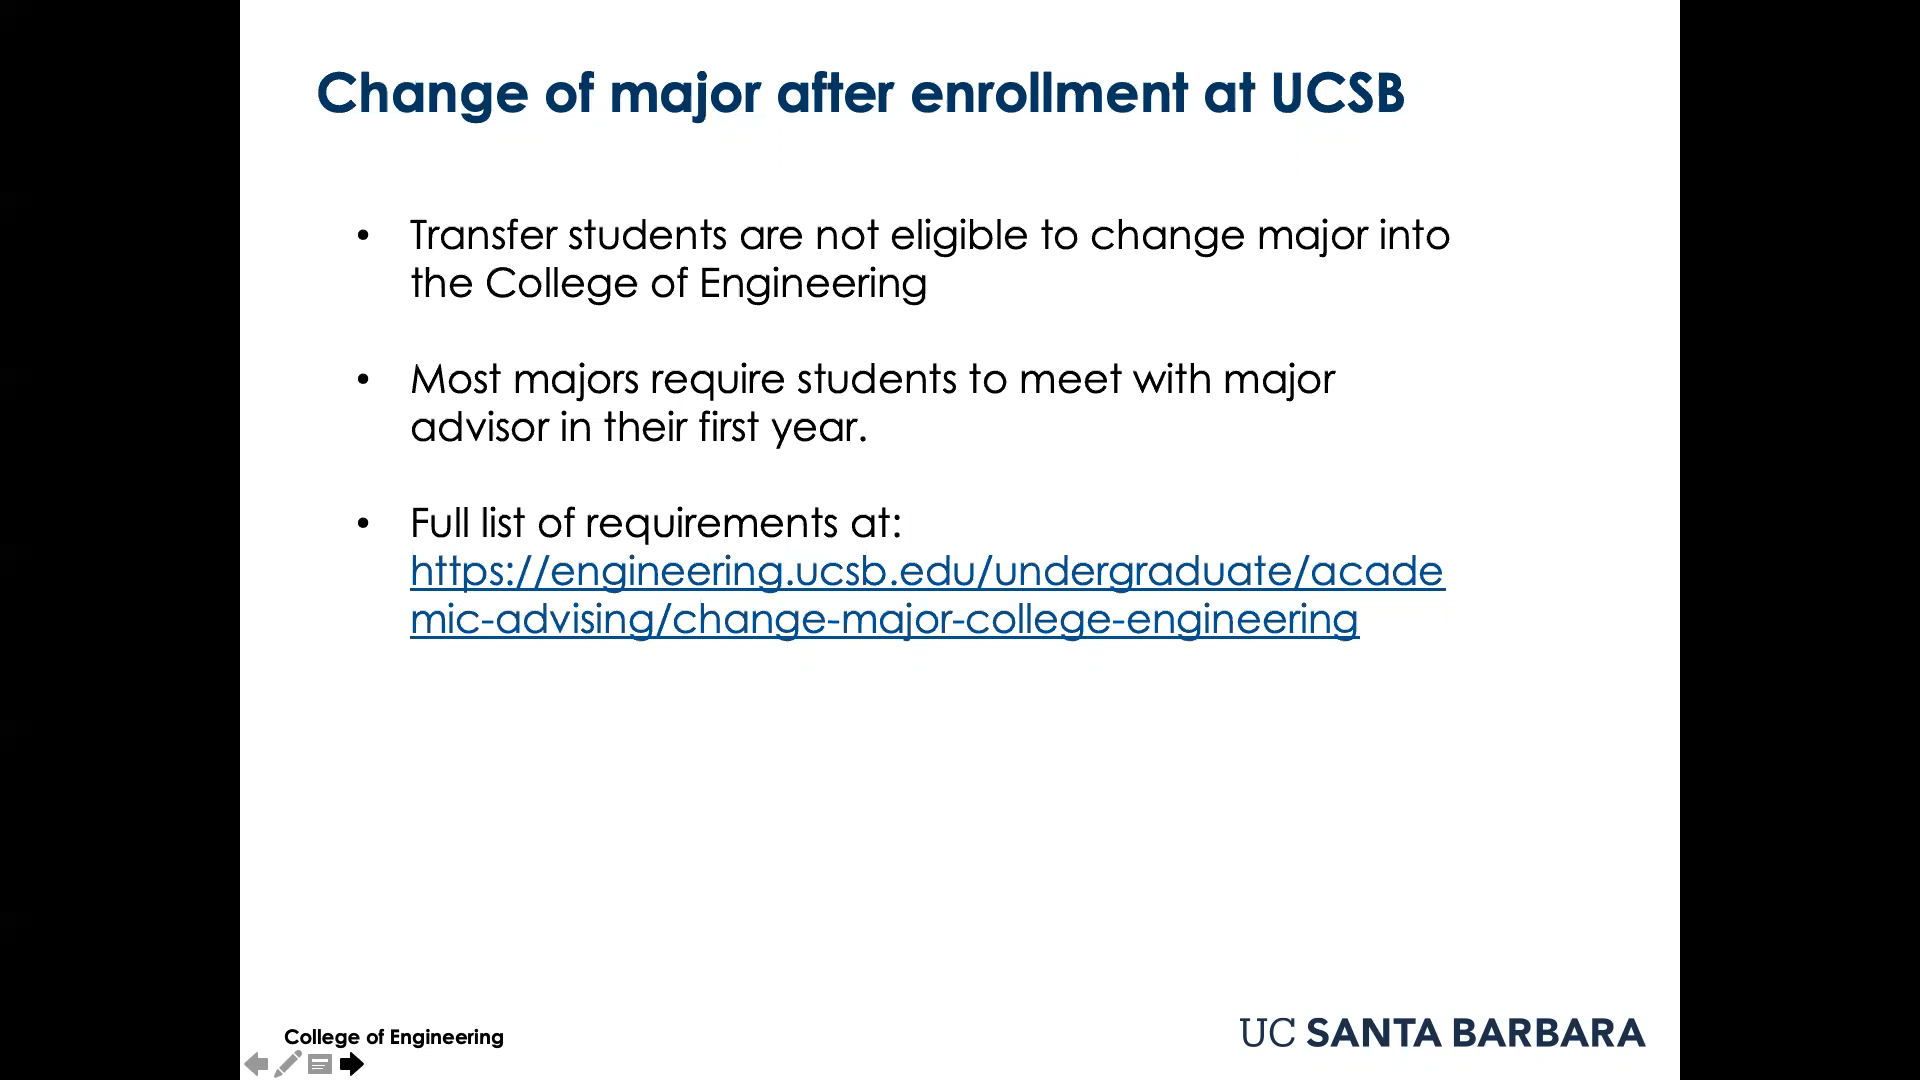 Change of major after enrollment at UCSB
• Transfer students are not eligible to change major into
the College of Engineering
• Most majors require students to meet with major
advisor in their first year.
• Full list of requirements at:
https://engineering.ucsb.edu/undergraduate/acade
mic-advising/change-major-college-engineering
College of Engineering
UC SANTA BARBARA